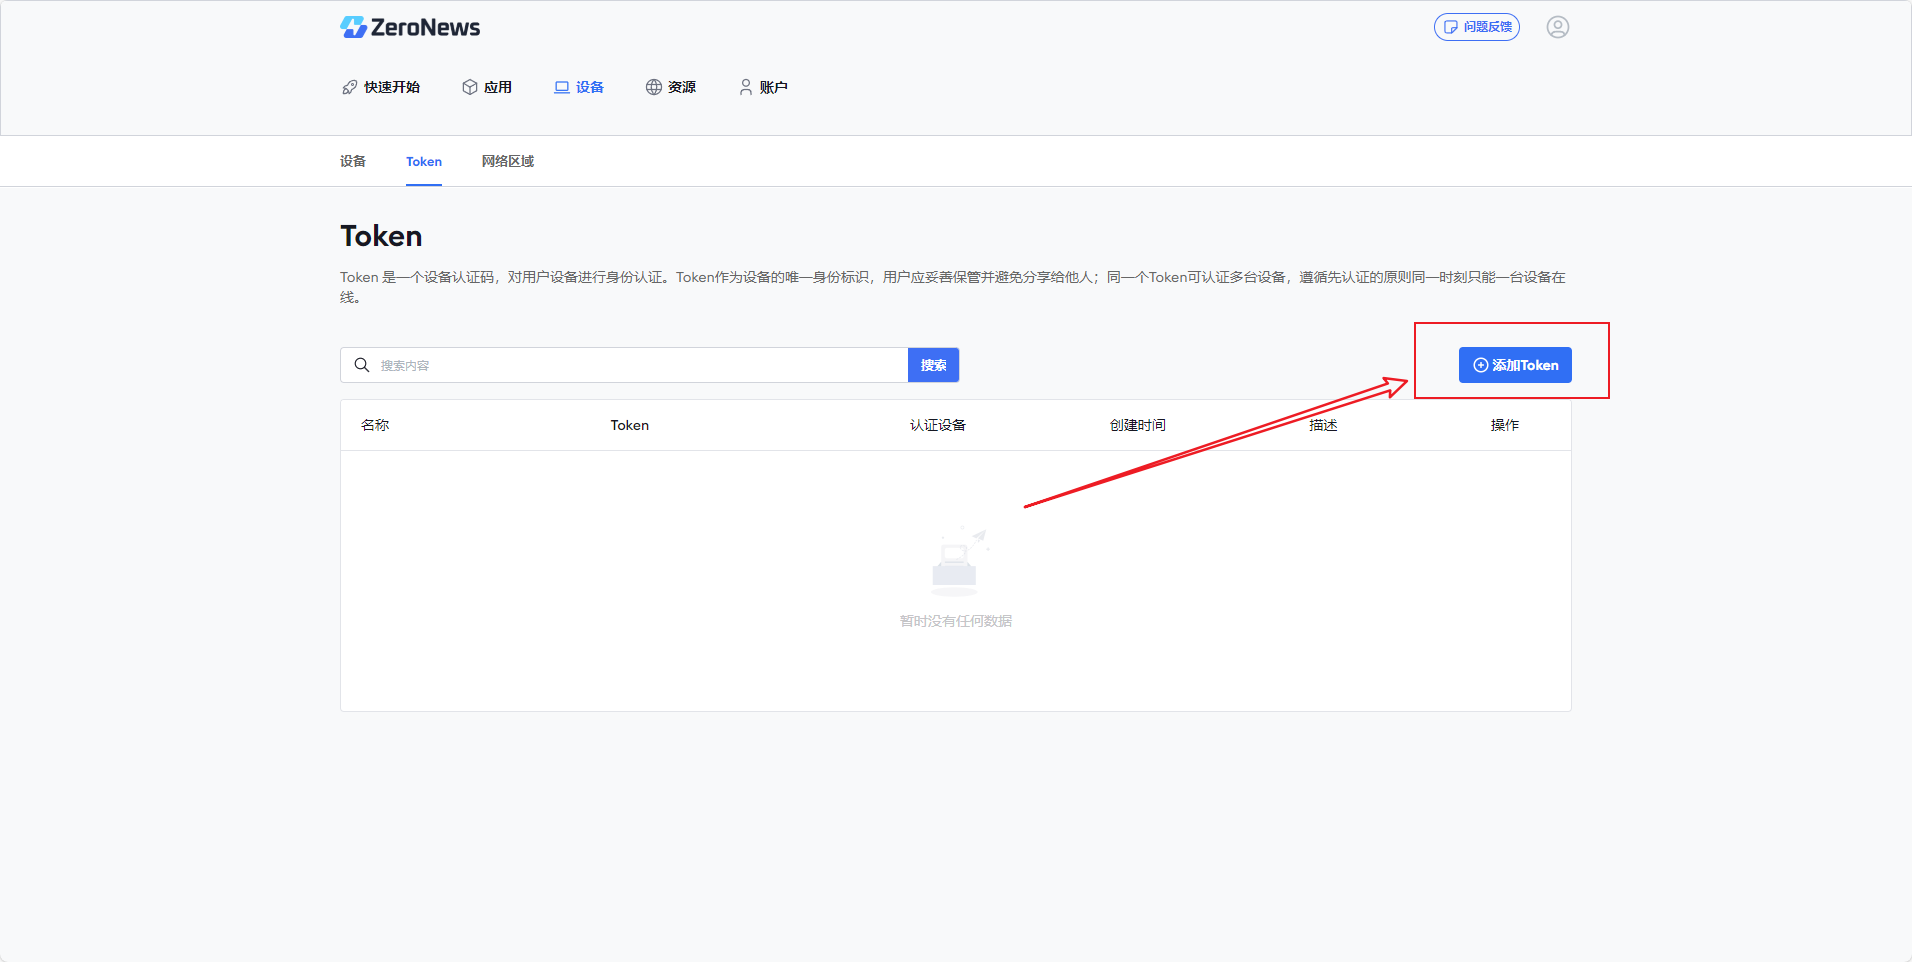 ZeroNews
问题反馈
快速开始 应用 设备 资源 账户
设备 Token 网络区域
Token
Token 是一个设备认证码，对用户设备进行身份认证。Token作为设备的唯一身份标识，用户应妥善保管并避免分享给他人；同一个Token可认证多台设备，遵循先认证的原则同一时刻只能一台设备在
线。
搜索内容 搜索 添加Token
名称 Token 认证设备 创建时间 描述 操作
暂时没有任何数据